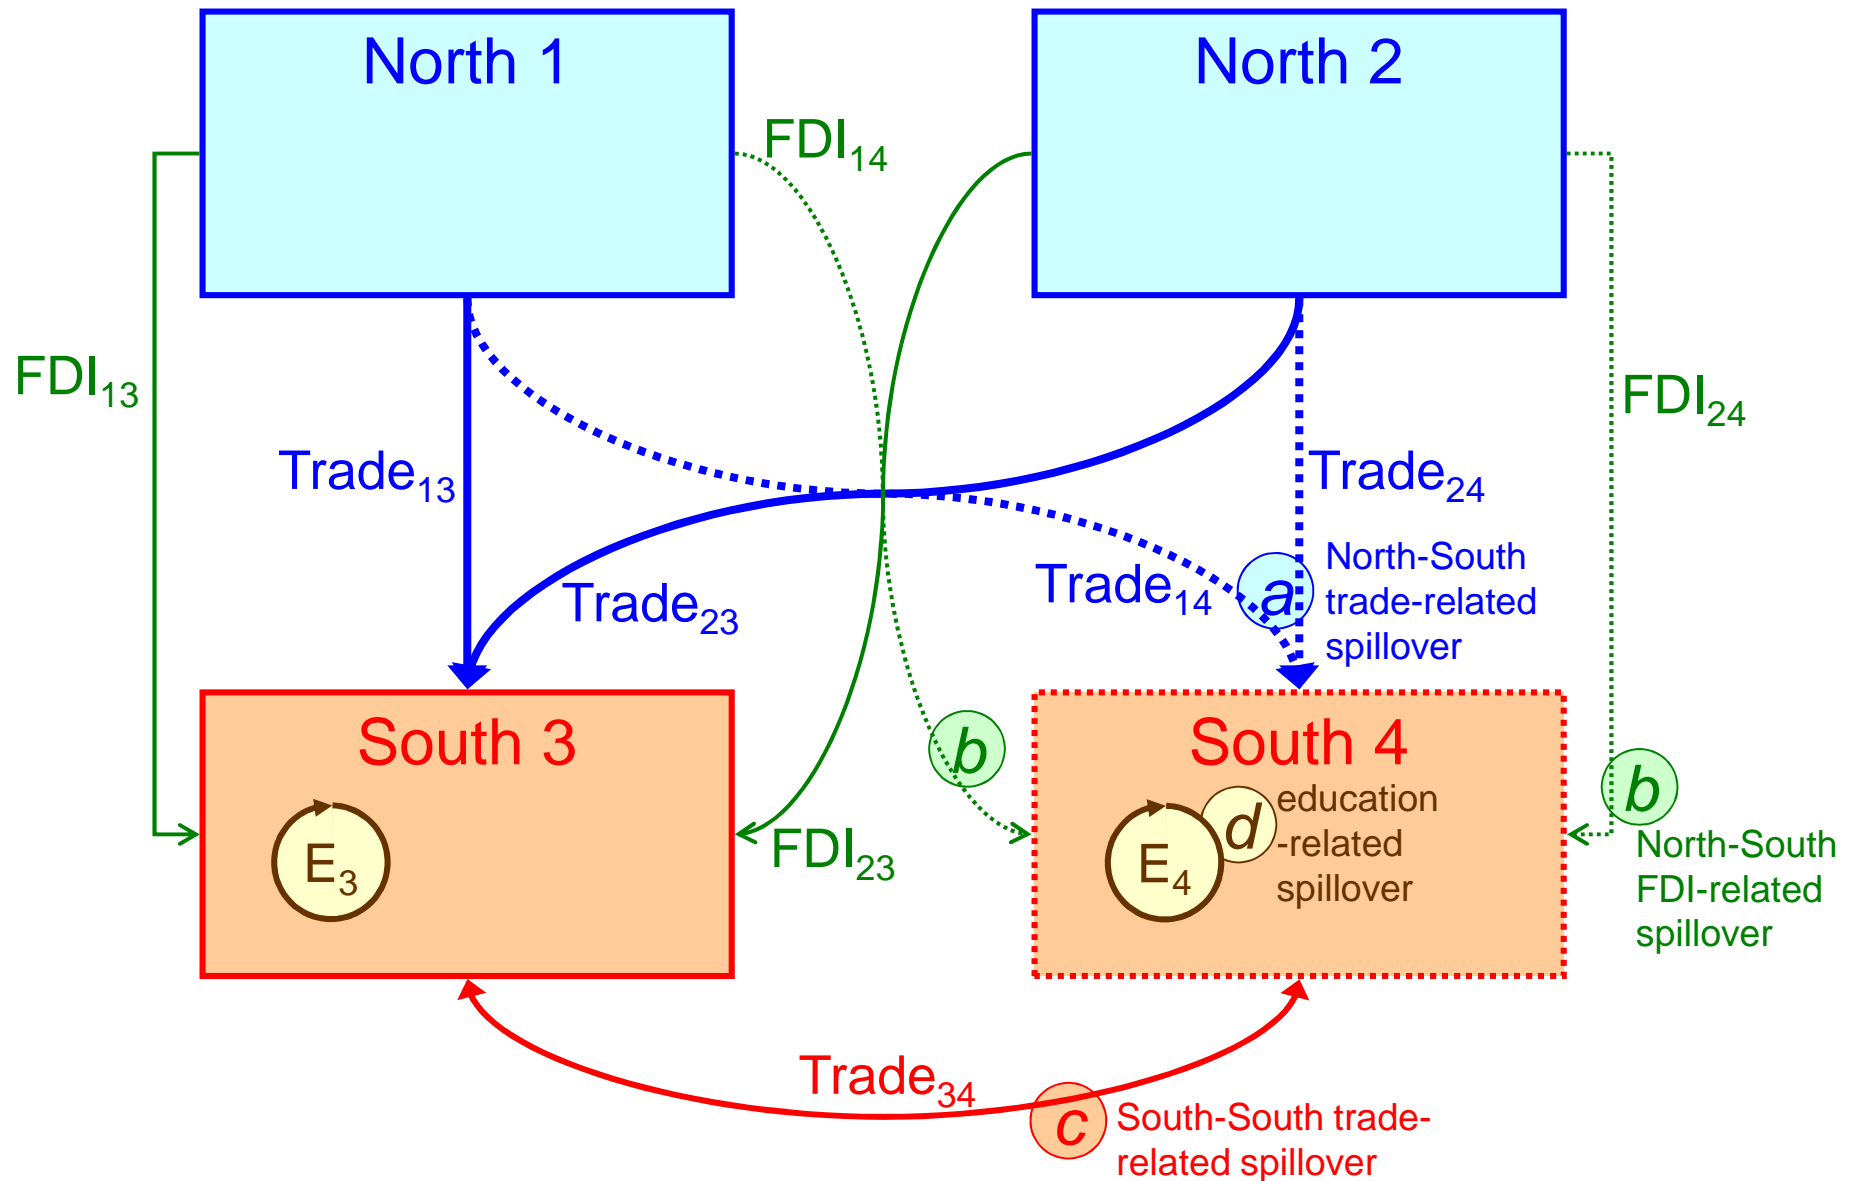 North 1
North 2
FDI₁₄
FDI₁₃
FDI₂₄
Trade₁₃
Trade₂₄
North-South
trade-related
spillover
a
Trade₂₃
Trade₁₄
South 3
South 4
b
b
education
-related
spillover
d
E₃
E₄
FDI₂₃
North-South
FDI-related
spillover
Trade₃₄
c
South-South trade-
related spillover